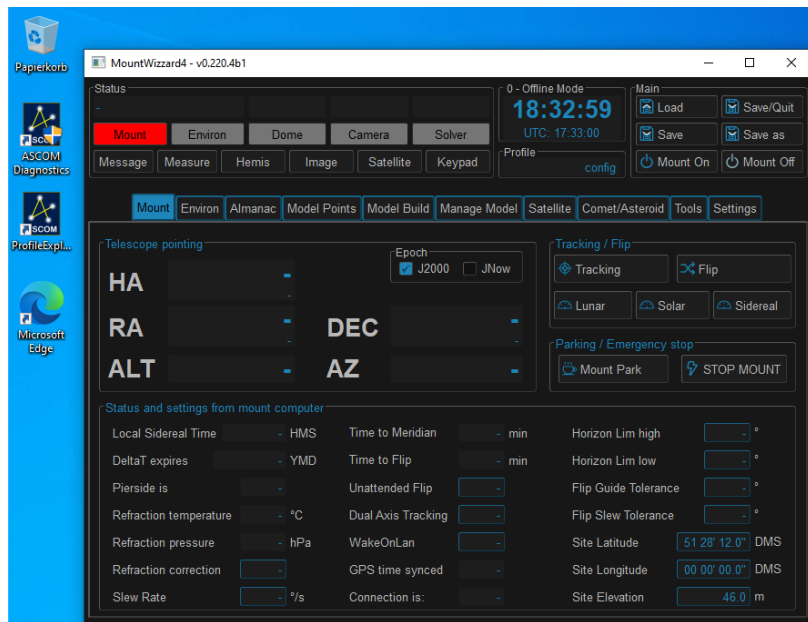 Papierkorb
ASCOM
ASCOM
Diagnostics
ASCOM
ProfileExpl...
Microsoft
Edge
MountWizzard4 - v0.220.4b1
Status
-
Mount Environ Dome Camera Solver
Message Measure Hemis Image Satellite Keypad
0 - Offline Mode
18:32:59
UTC: 17:33:00
Profile
config
Main
Load Save/Quit
Save Save as
Mount On Mount Off
Mount Environ Almanac Model Points Model Build Manage Model Satellite Comet/Asteroid Tools Settings
Telescope pointing
Epoch
J2000 JNow
HA -
-
RA - DEC -
- -
ALT - AZ -
Tracking / Flip
Tracking Flip
Lunar Solar Sidereal
Parking / Emergency stop
Mount Park STOP MOUNT
Status and settings from mount computer
Local Sidereal Time - HMS Time to Meridian - min Horizon Lim high - °
DeltaT expires - YMD Time to Flip - min Horizon Lim low - °
Pierside is - Unattended Flip - Flip Guide Tolerance - °
Refraction temperature - °C Dual Axis Tracking - Flip Slew Tolerance - °
Refraction pressure - hPa WakeOnLan - Site Latitude 51 28' 12.0" DMS
Refraction correction - GPS time synced - Site Longitude 00 00' 00.0" DMS
Slew Rate - °/s Connection is: - Site Elevation 46.0 m